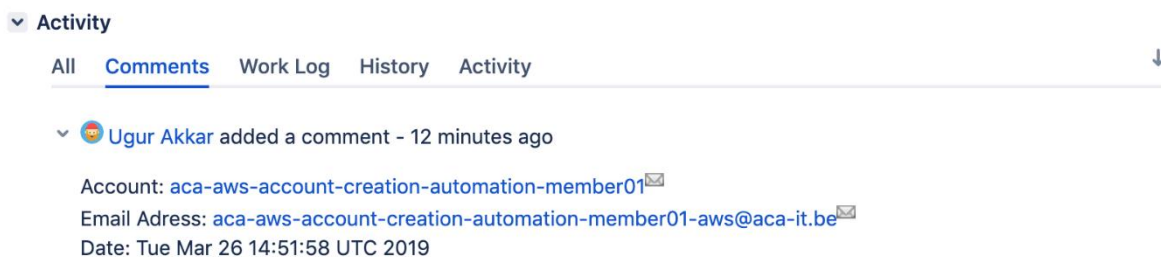 Activity
All Comments Work Log History Activity
Ugur Akkar added a comment - 12 minutes ago
Account: aca-aws-account-creation-automation-member01
Email Adress: aca-aws-account-creation-automation-member01-aws@aca-it.be
Date: Tue Mar 26 14:51:58 UTC 2019